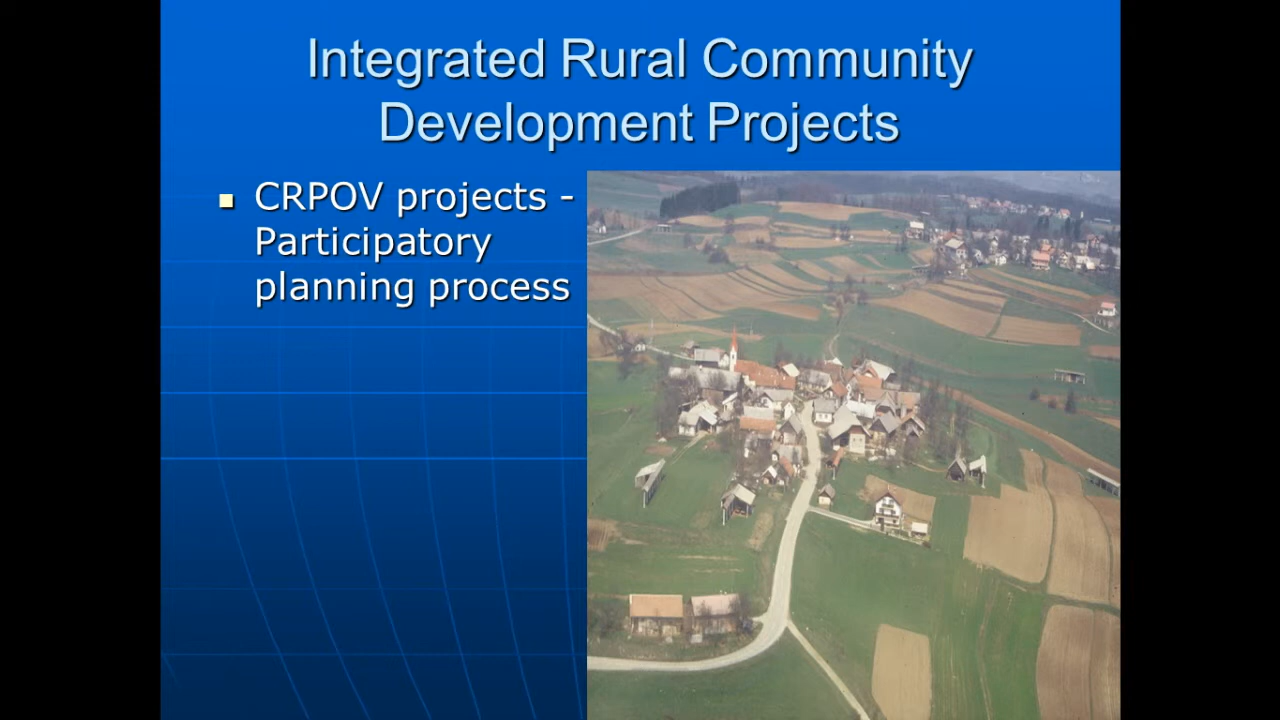 Integrated Rural Community
Development Projects
CRPOV projects -
Participatory
planning process